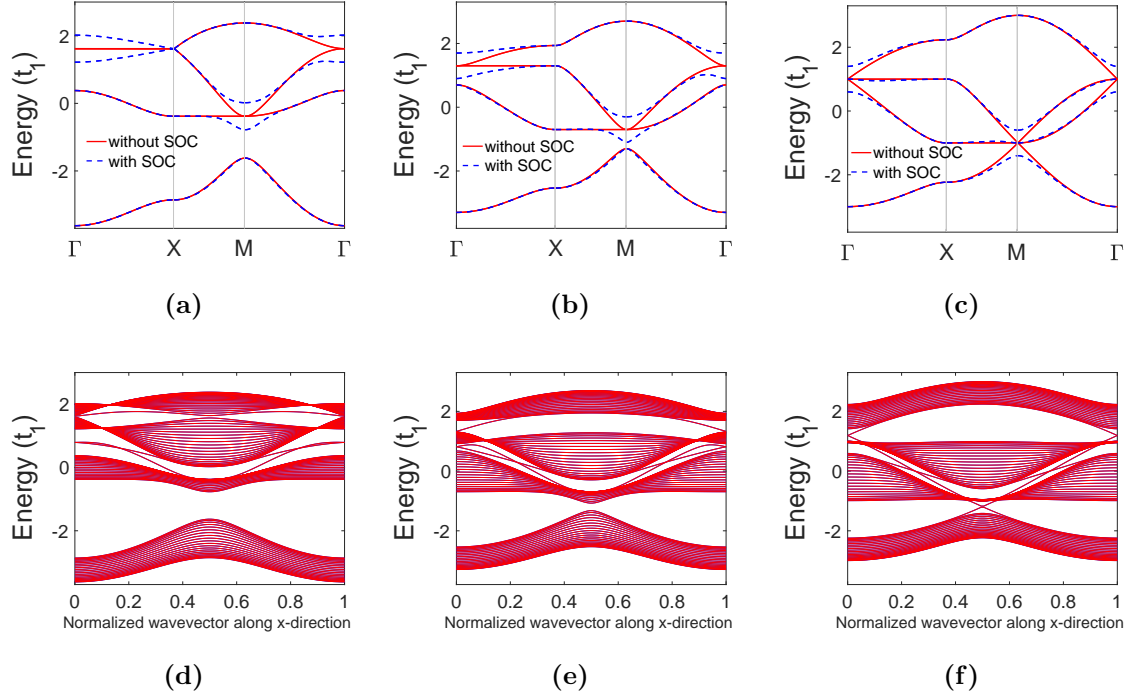 2
0
-2
Energy (t1)
without SOC
with SOC
Γ X M Γ
(a)
2
0
-2
Energy (t1)
without SOC
with SOC
Γ X M Γ
(b)
2
0
-2
Energy (t1)
without SOC
with SOC
Γ X M Γ
(c)
2
0
-2
Energy (t1)
0 0.2 0.4 0.6 0.8 1
Normalized wavevector along x-direction
(d)
2
0
-2
Energy (t1)
0 0.2 0.4 0.6 0.8 1
Normalized wavevector along x-direction
(e)
2
0
-2
Energy (t1)
0 0.2 0.4 0.6 0.8 1
Normalized wavevector along x-direction
(f)